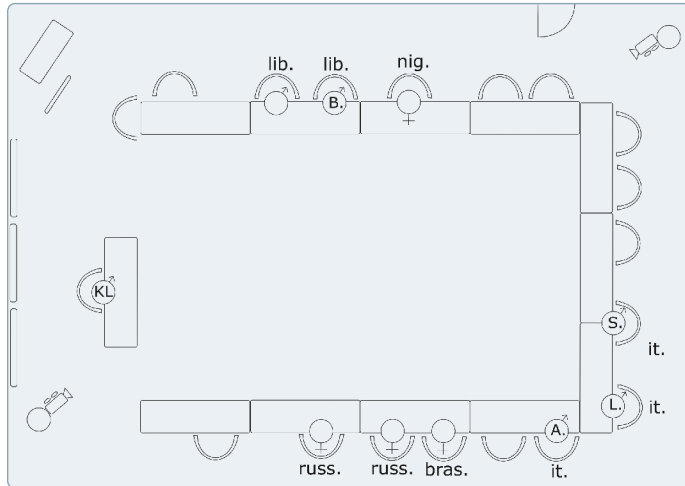 lib. lib. nig.
B.
KL
S.
it.
L. it.
A.
russ. russ. bras. it.